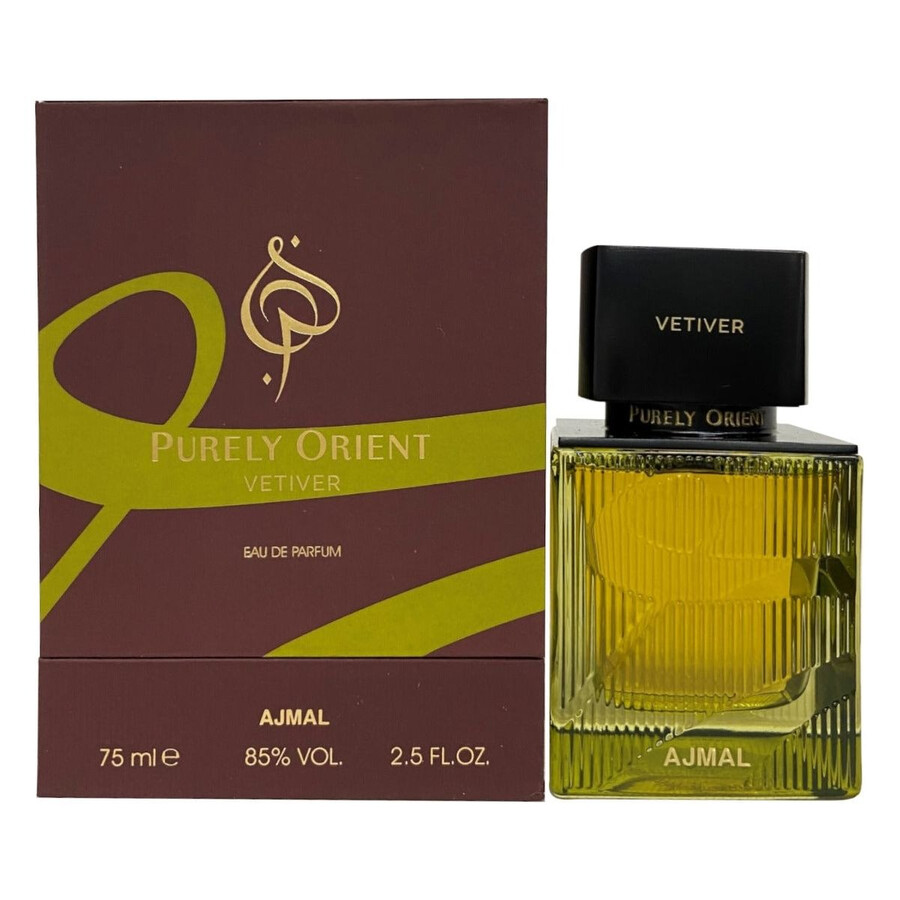 PURELY ORIENT
VETIVER
EAU DE PARFUM
AJMAL
75 ml ℮ 85% VOL. 2.5 FL.OZ.
VETIVER
PURELY ORIENT
AJMAL